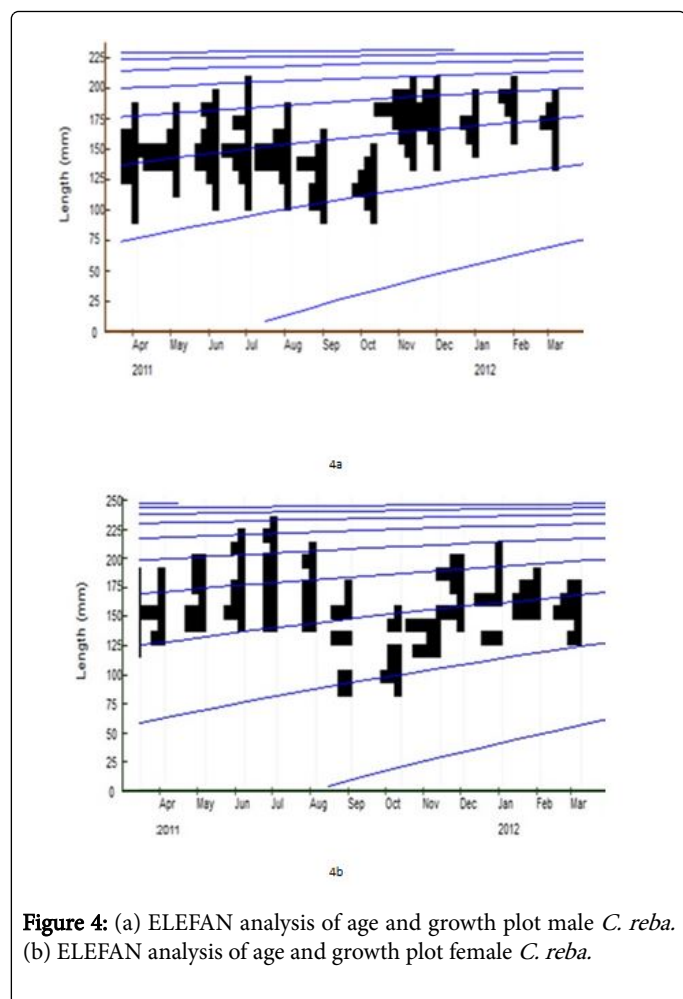 225
200
175
150
125
100
75
50
25
0
Length (mm)
Apr May Jun Jul Aug Sep Oct Nov Dec Jan Feb Mar
2011 2012
4a
250
225
200
175
150
125
100
75
50
25
0
Length (mm)
Apr May Jun Jul Aug Sep Oct Nov Dec Jan Feb Mar
2011 2012
4b
Figure 4: (a) ELEFAN analysis of age and growth plot male C. reba.
(b) ELEFAN analysis of age and growth plot female C. reba.